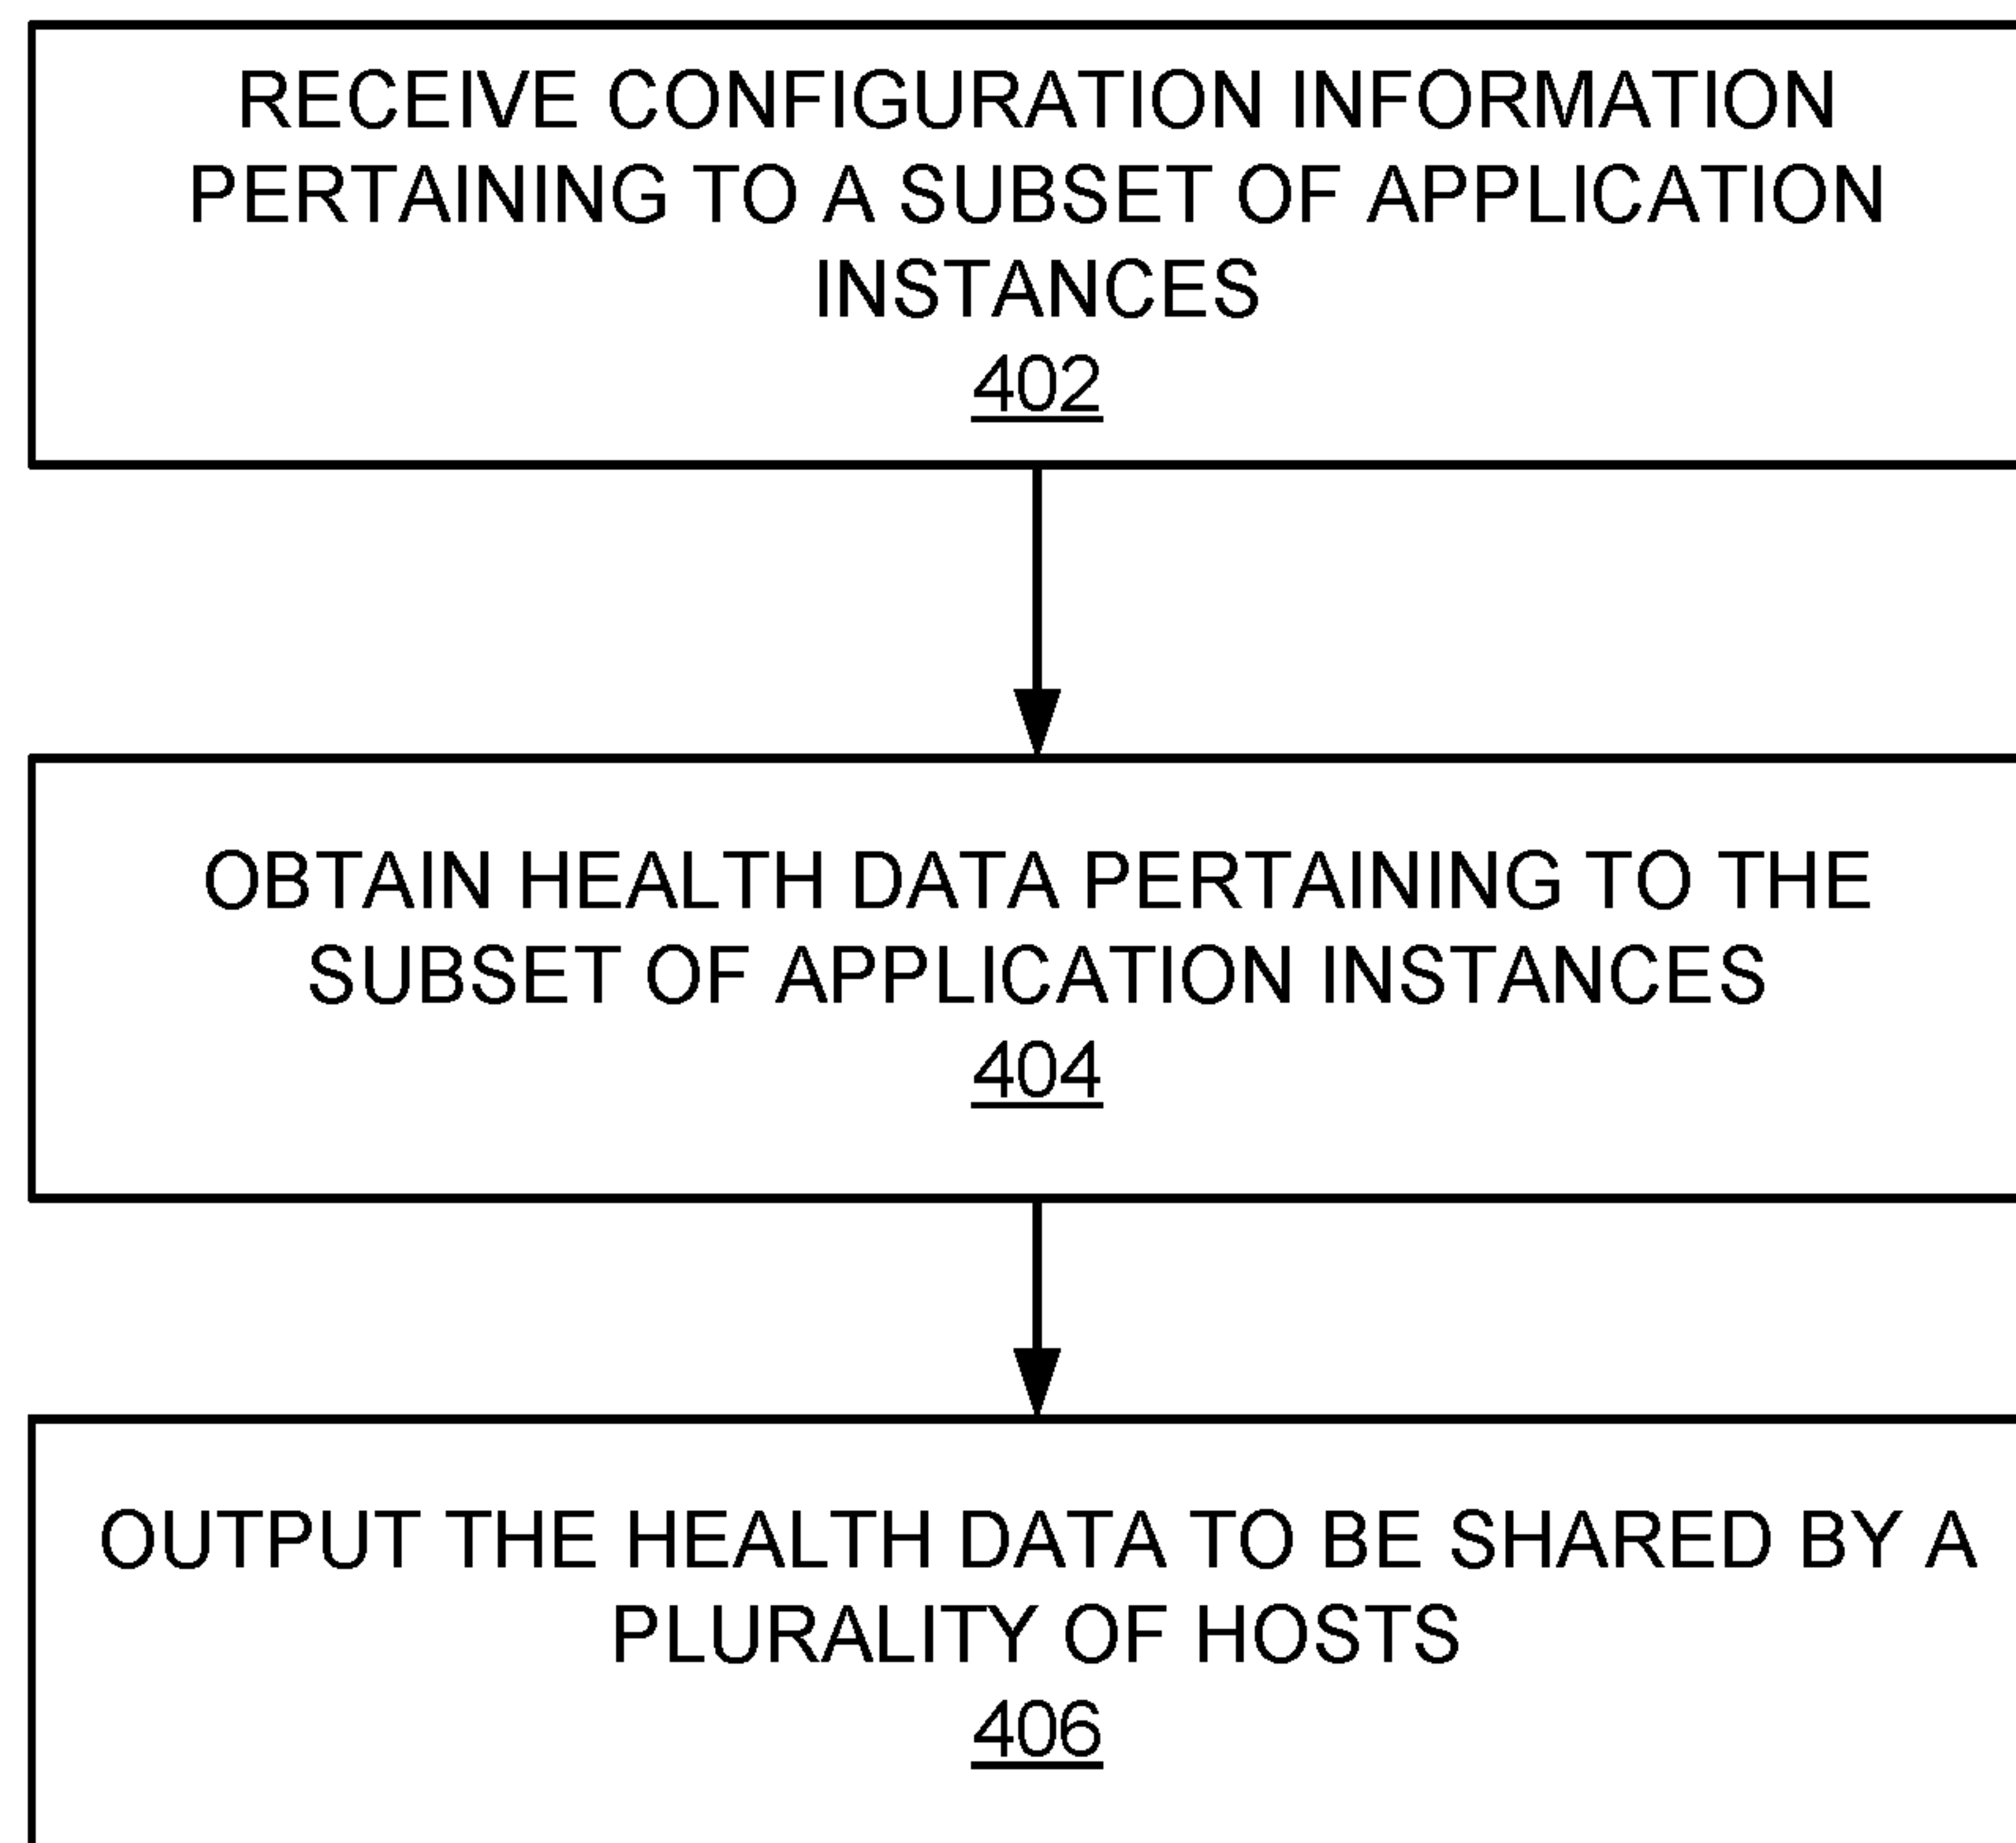 RECEIVE CONFIGURATION INFORMATION
PERTAINING TO A SUBSET OF APPLICATION
INSTANCES
402
OBTAIN HEALTH DATA PERTAINING TO THE
SUBSET OF APPLICATION INSTANCES
404
OUTPUT THE HEALTH DATA TO BE SHARED BY A
PLURALITY OF HOSTS
406